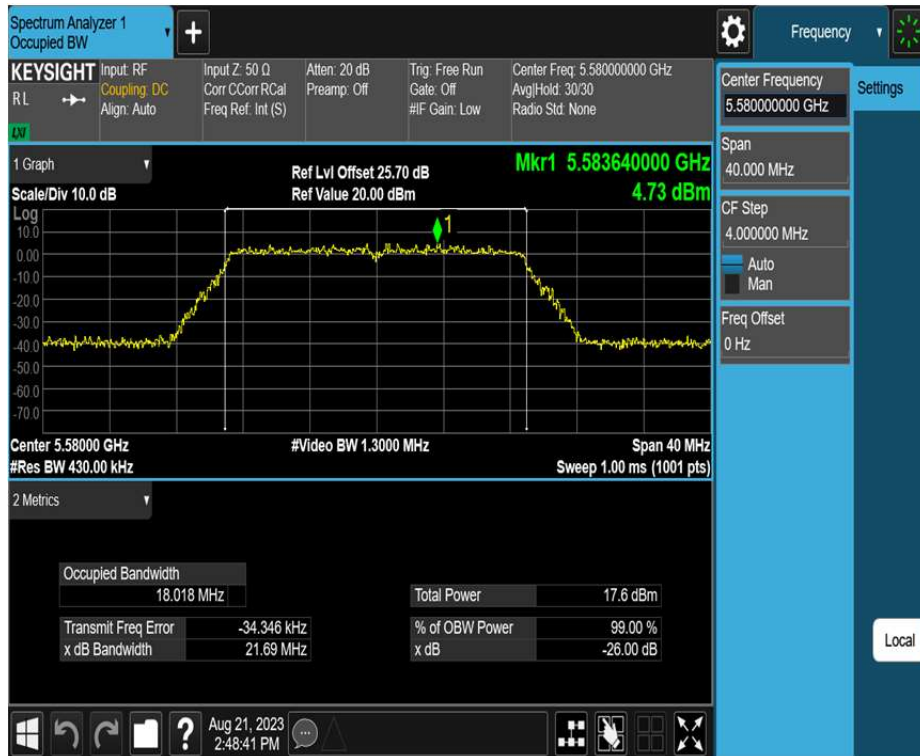 Spectrum Analyzer 1
Occupied BW
+
Frequency
KEYSIGHT
R L
LXI
Input: RF
Coupling: DC
Align: Auto
Input Z: 50 Ω
Corr CCorr RCal
Freq Ref: Int (S)
Atten: 20 dB
Preamp: Off
Trig: Free Run
Gate: Off
#IF Gain: Low
Center Freq: 5.580000000 GHz
Avg|Hold: 30/30
Radio Std: None
Center Frequency
5.58000000 GHz
Settings
Span
40.000 MHz
CF Step
4.000000 MHz
Auto
Man
Freq Offset
0 Hz
Local
1 Graph
Scale/Div 10.0 dB
Ref Lvl Offset 25.70 dB
Ref Value 20.00 dBm
Mkr1 5.583640000 GHz
4.73 dBm
Log
10.0
0.00
-10.0
-20.0
-30.0
-40.0
-50.0
-60.0
-70.0
1
Center 5.58000 GHz
#Video BW 1.3000 MHz
Span 40 MHz
#Res BW 430.00 kHz
Sweep 1.00 ms (1001 pts)
2 Metrics
Occupied Bandwidth
18.018 MHz
Total Power 17.6 dBm
Transmit Freq Error -34.346 kHz
% of OBW Power 99.00 %
x dB Bandwidth 21.69 MHz
x dB -26.00 dB
?
Aug 21, 2023
2:48:41 PM